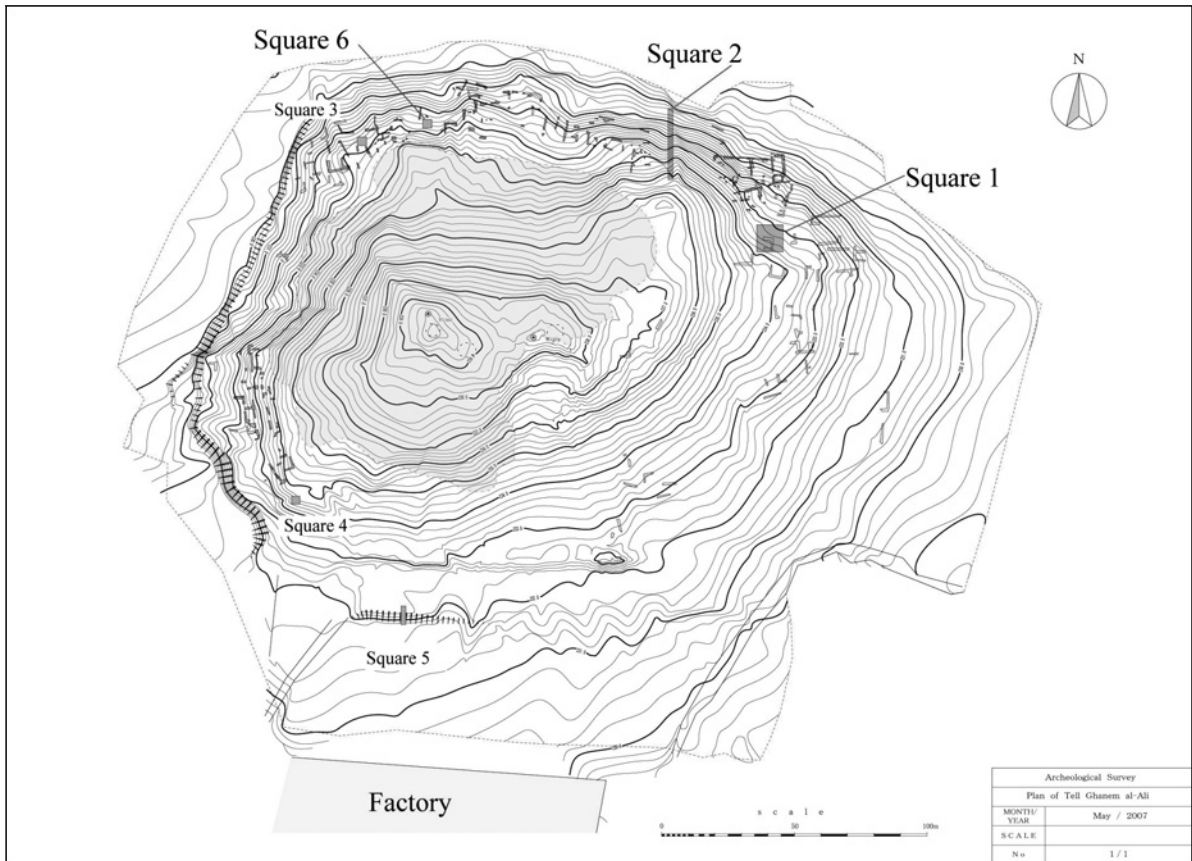 Square 6
Square 2
N
Square 3
Square 1
Square 4
Square 5
Factory
scale
0 50 100m
Archeological Survey
Plan of Tell Ghanem al-Ali
MONTH/YEAR May / 2007
SCALE
No 1/1